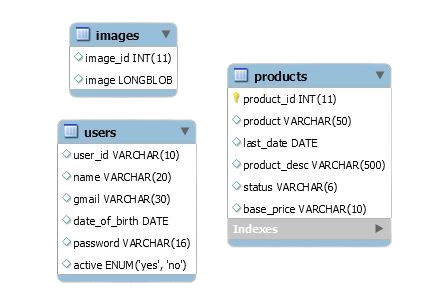 images
image_id INT(11)
image LONGBLOB
users
user_id VARCHAR(10)
name VARCHAR(20)
gmail VARCHAR(30)
date_of_birth DATE
password VARCHAR(16)
active ENUM('yes', 'no')
products
product_id INT(11)
product VARCHAR(50)
last_date DATE
product_desc VARCHAR(500)
status VARCHAR(6)
base_price VARCHAR(10)
Indexes